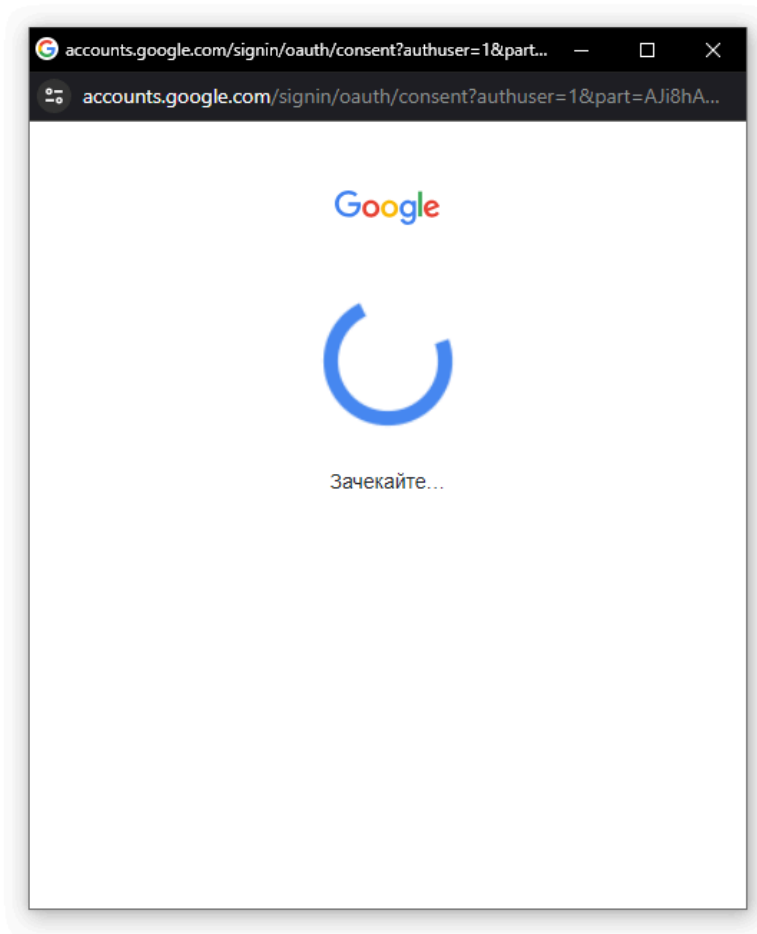 accounts.google.com/signin/oauth/consent?authuser=1&part...
accounts.google.com/signin/oauth/consent?authuser=1&part=AJi8hA...
Google
Зачекайте…